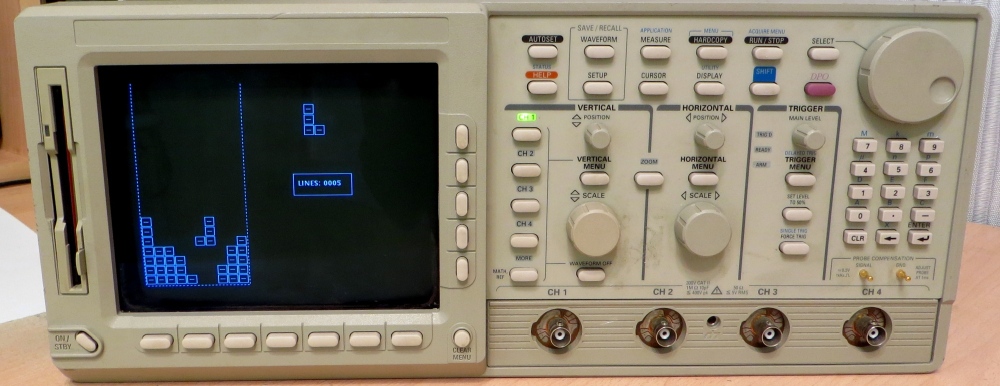 LINES: 0005
ON/
STBY
CLEAR
MENU
AUTOSET
STATUS
HELP
SAVE / RECALL
WAVEFORM
SETUP
APPLICATION
MEASURE
CURSOR
MENU
HARDCOPY
UTILITY
DISPLAY
ACQUIRE MENU
RUN / STOP
SHIFT
SELECT
DPO
VERTICAL
POSITION
VERTICAL
MENU
SCALE
WAVEFORM OFF
CH 1
CH 2
CH 3
CH 4
MORE
ZOOM
HORIZONTAL
POSITION
HORIZONTAL
MENU
SCALE
TRIGGER
MAIN LEVEL
TRIG'D
READY
ARM
DELAYED TRIG
TRIGGER
MENU
SET LEVEL
TO 50%
SINGLE TRIG
FORCE TRIG
7
8
9
4
5
6
1
2
3
0
.
-
CLR
ENTER
PROBE COMPENSATION
SIGNAL
GND
CH 1
CH 2
CH 3
CH 4